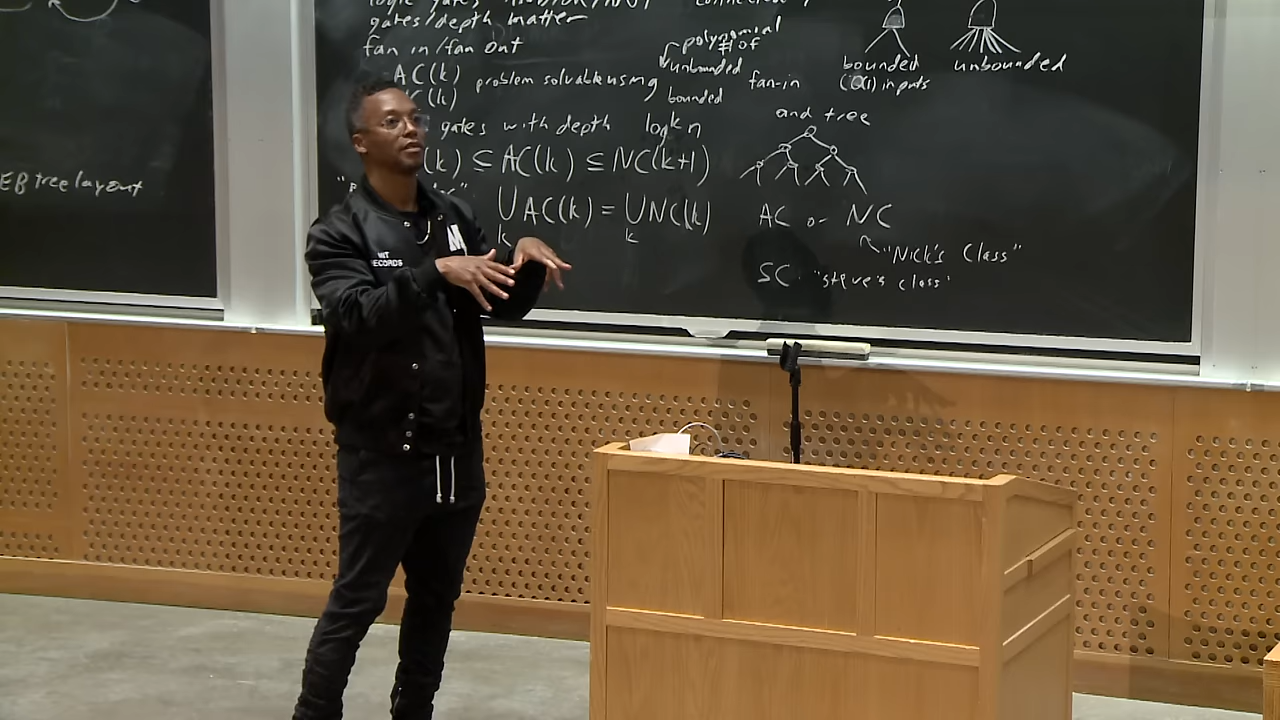 EB tree layout
gates/depth matter
fan in/fan out
AC(k) problem solvable using
polynomial
# of
unbounded
bounded
fan-in
gates with depth log^k n
(k) ⊆ AC(k) ⊆ NC(k+1)
∪ AC(k) = ∪ NC(k)
k k
bounded
(O(1)) inputs
unbounded
and tree
AC or NC
"Nick's Class"
SC: "Steve's class"
MIT
RECORDS
M